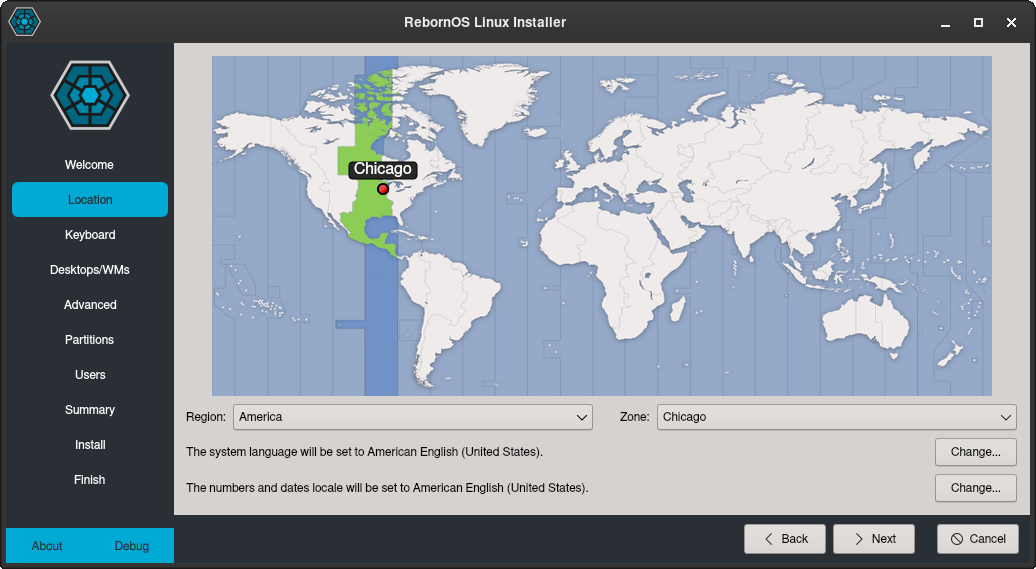 RebornOS Linux Installer
Welcome
Location
Keyboard
Desktops/WMs
Advanced
Partitions
Users
Summary
Install
Finish
About Debug
Chicago
Region: America Zone: Chicago
The system language will be set to American English (United States). Change...
The numbers and dates locale will be set to American English (United States). Change...
Back Next Cancel